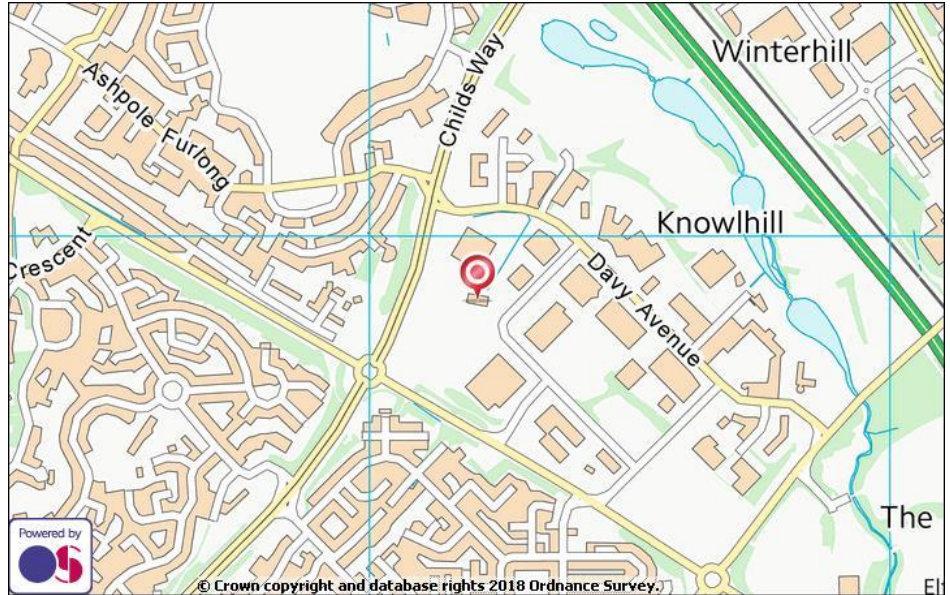 Winterhill
Childs Way
Ashpole Furlong
Knowlhill
Crescent
Davy Avenue
The
Powered by
OS
© Crown copyright and database rights 2018 Ordnance Survey.